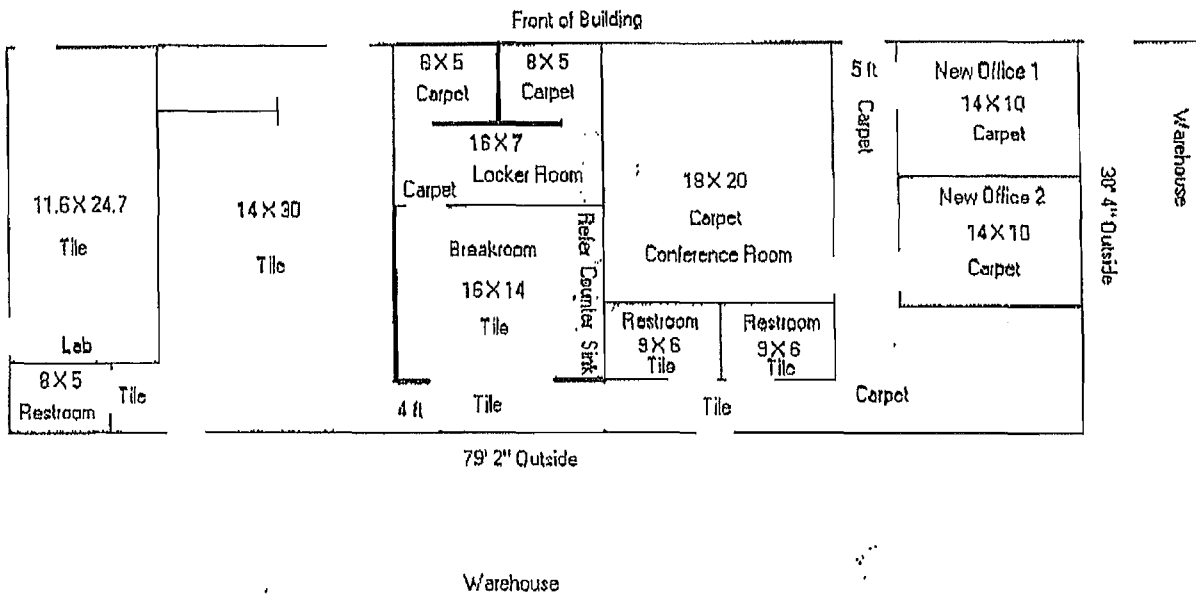 Front of Building
8X5
Carpet
8X5
Carpet
16X7
Locker Room
Carpet
11.6X24.7
Tile
Lab
8X5
Restroom
Tile
14X30
Tile
Breakroom
16X14
Tile
Refer Counter Sink
4 ft
Tile
18X20
Carpet
Conference Room
Restroom
9X6
Tile
Restroom
9X6
Tile
Tile
5 ft
Carpet
New Office 1
14X10
Carpet
New Office 2
14X10
Carpet
Carpet
30' 4" Outside
Warehouse
79' 2" Outside
Warehouse